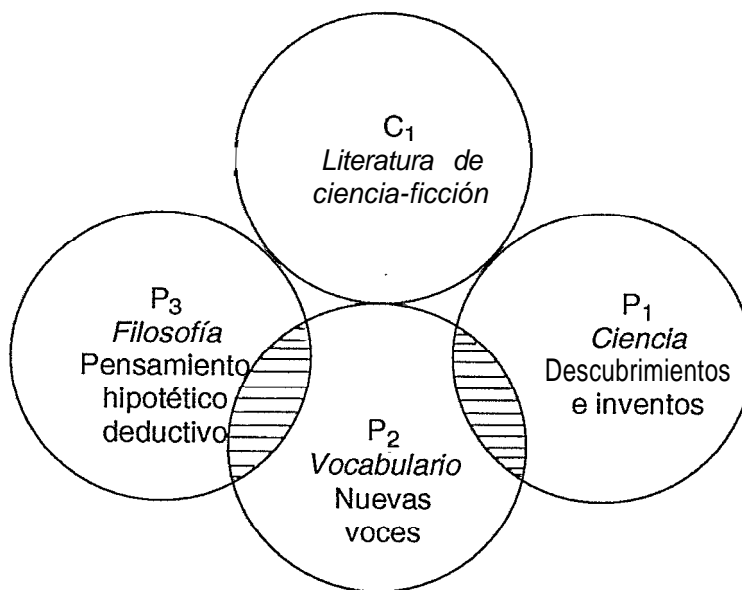 C₁
Literatura de
ciencia-ficción
P₃
Filosofía
Pensamiento
hipotético
deductivo
P₁
Ciencia
Descubrimientos
e inventos
P₂
Vocabulario
Nuevas
voces